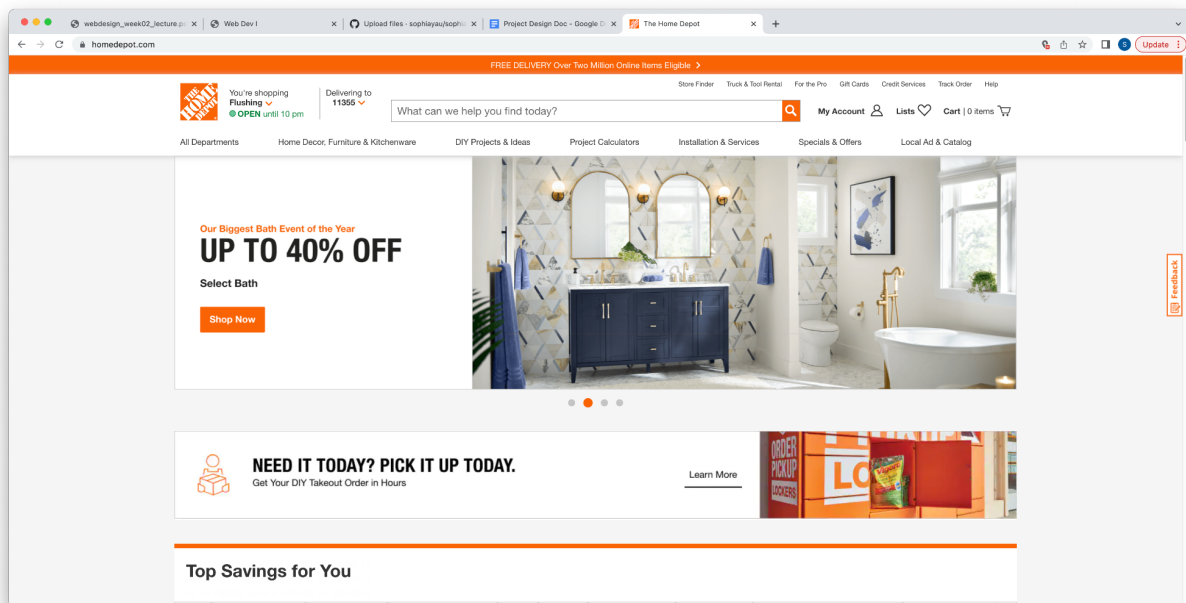 webdesign_week02_lecture.p
Web Dev I
Upload files · sophiayau/sophi
Project Design Doc - Google D
The Home Depot
homedepot.com
S
Update
FREE DELIVERY Over Two Million Online Items Eligible
Store Finder Truck & Tool Rental For the Pro Gift Cards Credit Services Track Order Help
THE HOME DEPOT
You're shopping
Flushing
OPEN until 10 pm
Delivering to
11355
What can we help you find today?
My Account
Lists
Cart | 0 items
All Departments Home Decor, Furniture & Kitchenware DIY Projects & Ideas Project Calculators Installation & Services Specials & Offers Local Ad & Catalog
Our Biggest Bath Event of the Year
UP TO 40% OFF
Select Bath
Shop Now
Feedback
NEED IT TODAY? PICK IT UP TODAY.
Get Your DIY Takeout Order in Hours
Learn More
ORDER
PICKUP
LOCKERS
LO
Vigoro
Top Savings for You